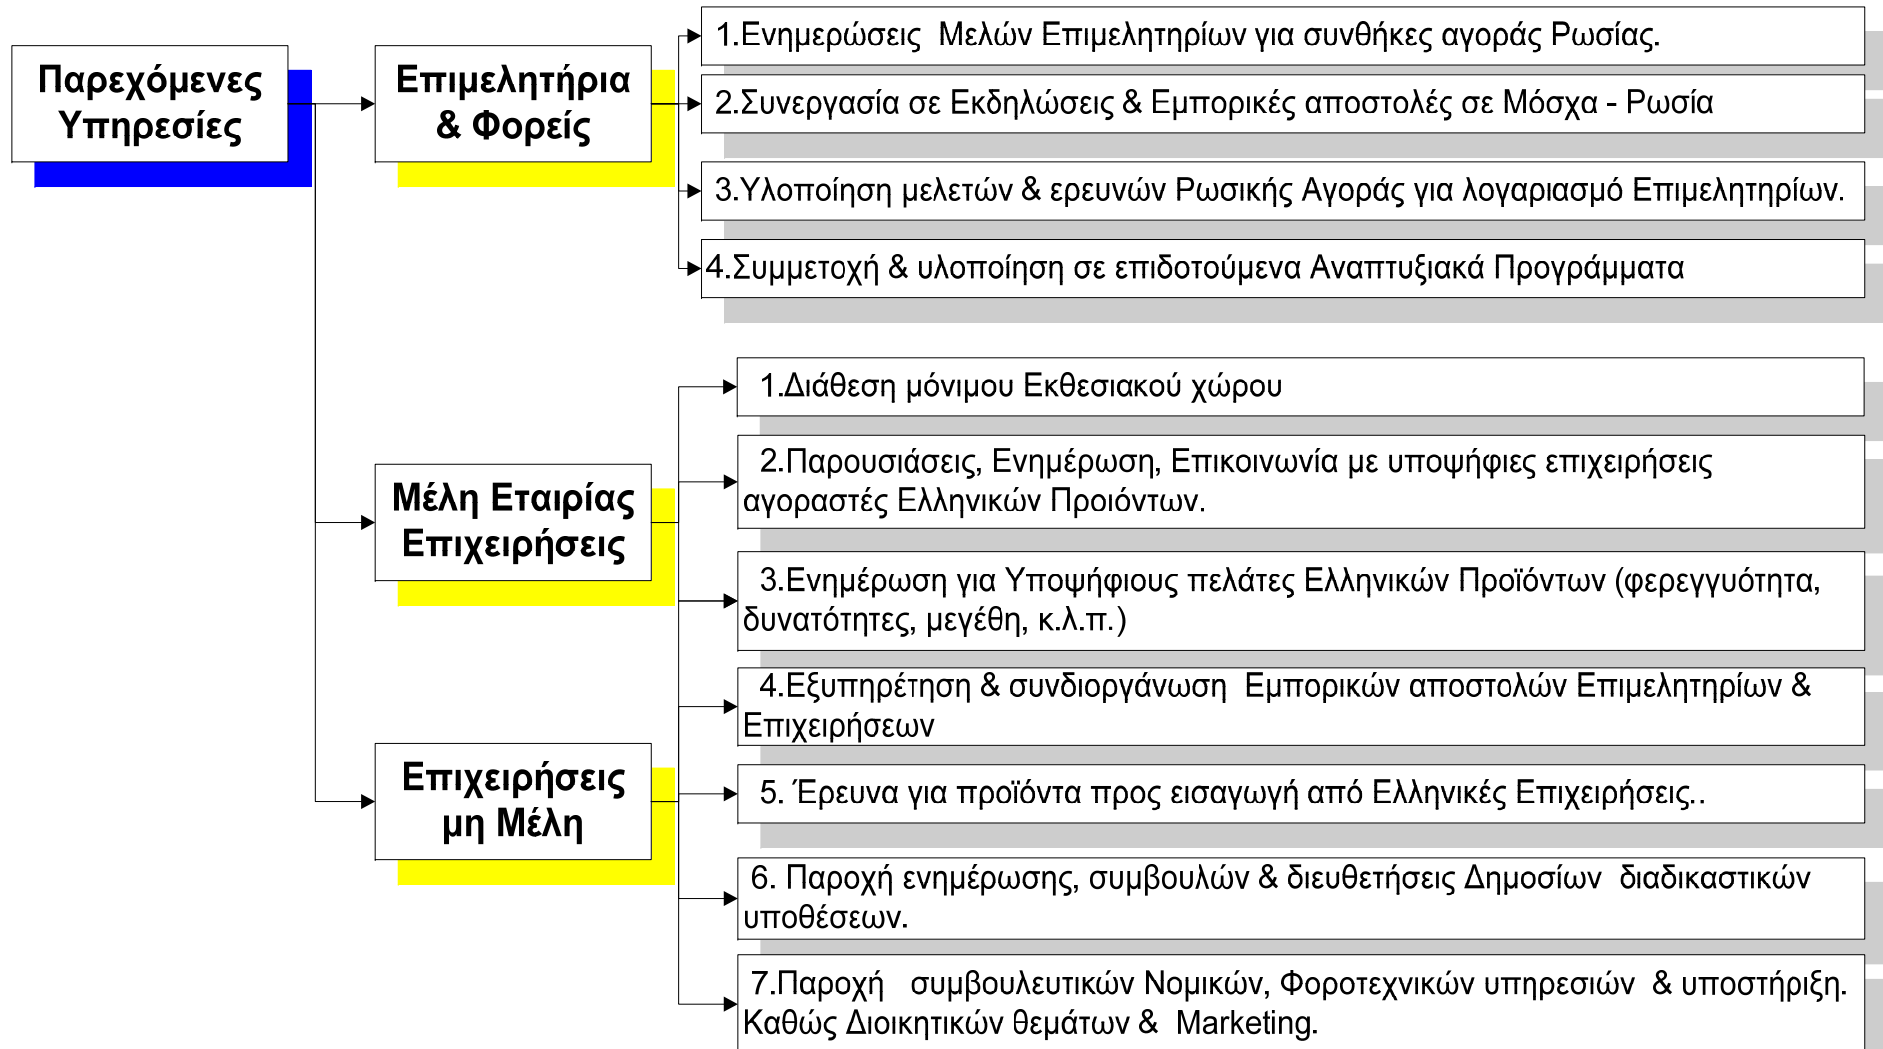 Παρεχόμενες
Υπηρεσίες
Επιμελητήρια
& Φορείς
1.Ενημερώσεις Μελών Επιμελητηρίων για συνθήκες αγοράς Ρωσίας.
2.Συνεργασία σε Εκδηλώσεις & Εμπορικές αποστολές σε Μόσχα - Ρωσία
3.Υλοποίηση μελετών & ερευνών Ρωσικής Αγοράς για λογαριασμό Επιμελητηρίων.
4.Συμμετοχή & υλοποίηση σε επιδοτούμενα Αναπτυξιακά Προγράμματα
Μέλη Εταιρίας
Επιχειρήσεις
Επιχειρήσεις
μη Μέλη
1.Διάθεση μόνιμου Εκθεσιακού χώρου
2.Παρουσιάσεις, Ενημέρωση, Επικοινωνία με υποψήφιες επιχειρήσεις
αγοραστές Ελληνικών Προιόντων.
3.Ενημέρωση για Υποψήφιους πελάτες Ελληνικών Προϊόντων (φερεγγυότητα,
δυνατότητες, μεγέθη, κ.λ.π.)
4.Εξυπηρέτηση & συνδιοργάνωση Εμπορικών αποστολών Επιμελητηρίων &
Επιχειρήσεων
5. Έρευνα για προϊόντα προς εισαγωγή από Ελληνικές Επιχειρήσεις..
6. Παροχή ενημέρωσης, συμβουλών & διευθετήσεις Δημοσίων διαδικαστικών
υποθέσεων.
7.Παροχή συμβουλευτικών Νομικών, Φοροτεχνικών υπηρεσιών & υποστήριξη.
Καθώς Διοικητικών θεμάτων & Marketing.